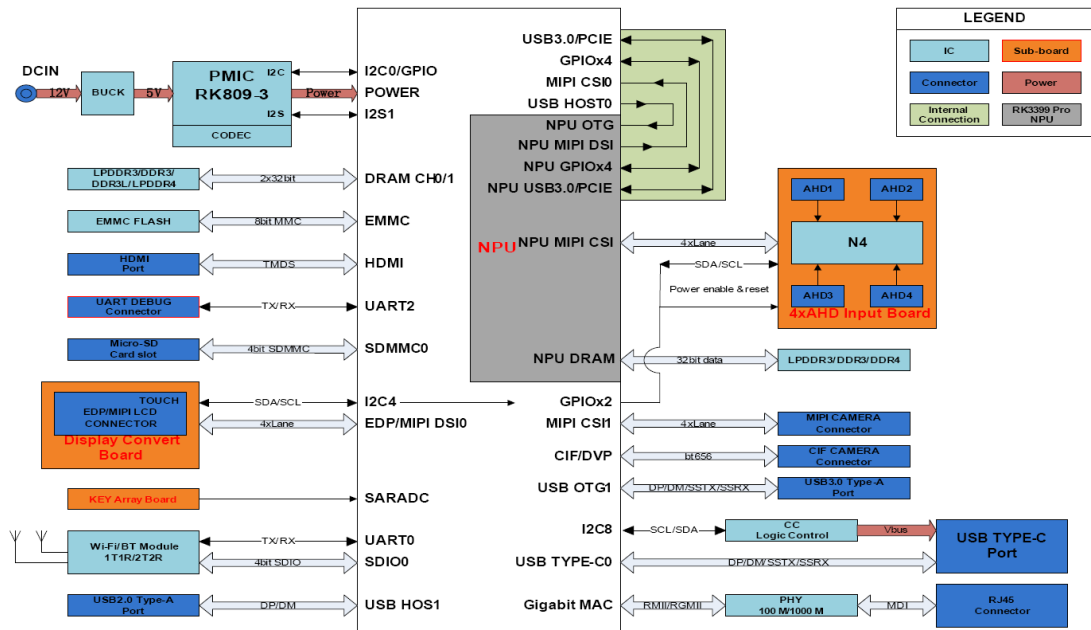 LEGEND
IC
Sub-board
Connector
Power
Internal
Connection
RK3399 Pro
NPU
DCIN
12V
BUCK
5V
PMIC
RK809-3
I2C
I2S
CODEC
Power
I2C0/GPIO
POWER
I2S1
LPDDR3/DDR3/
DDR3L/LPDDR4
2x32bit
DRAM CH0/1
EMMC FLASH
8bit MMC
EMMC
HDMI
Port
TMDS
HDMI
UART DEBUG
Connector
TX/RX
UART2
Micro-SD
Card slot
4bit SDMMC
SDMMC0
TOUCH
EDP/MIPI LCD
CONNECTOR
Display Convert
Board
SDA/SCL
I2C4
4xLane
EDP/MIPI DSI0
KEY Array Board
SARADC
Wi-Fi/BT Module
1T1R/2T2R
TX/RX
UART0
4bit SDIO
SDIO0
USB2.0 Type-A
Port
DP/DM
USB HOS1
USB3.0/PCIE
GPIOx4
MIPI CSI0
USB HOST0
NPU OTG
NPU MIPI DSI
NPU GPIOx4
NPU USB3.0/PCIE
NPU
NPU MIPI CSI
4xLane
SDA/SCL
Power enable & reset
AHD1
AHD2
N4
AHD3
AHD4
4xAHD Input Board
NPU DRAM
32bit data
LPDDR3/DDR3/DDR4
GPIOx2
MIPI CSI1
4xLane
MIPI CAMERA
Connector
CIF/DVP
bt656
CIF CAMERA
Connector
USB OTG1
DP/DM/SSTX/SSRX
USB3.0 Type-A
Port
I2C8
SCL/SDA
CC
Logic Control
Vbus
USB TYPE-C
Port
USB TYPE-C0
DP/DM/SSTX/SSRX
Gigabit MAC
RMII/RGMII
PHY
100 M/1000 M
MDI
RJ45
Connector